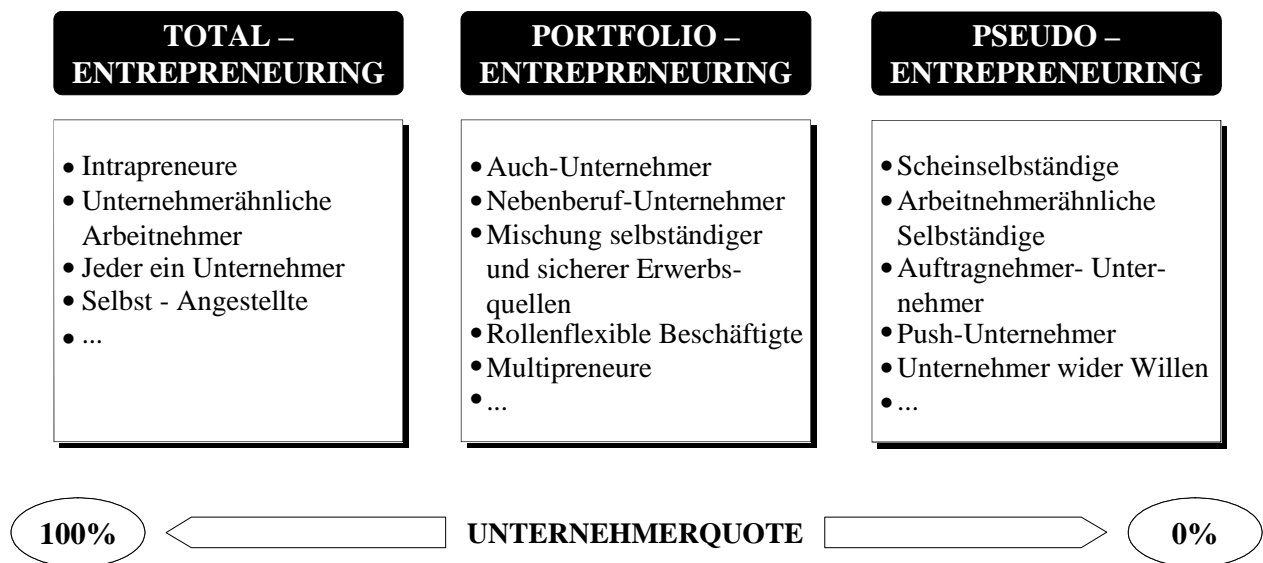 TOTAL –
ENTREPRENEURING
• Intrapreneure
• Unternehmerähnliche
Arbeitnehmer
• Jeder ein Unternehmer
• Selbst - Angestellte
• ...
PORTFOLIO –
ENTREPRENEURING
• Auch-Unternehmer
• Nebenberuf-Unternehmer
• Mischung selbständiger
und sicherer Erwerbs-
quellen
• Rollenflexible Beschäftigte
• Multipreneure
• ...
PSEUDO –
ENTREPRENEURING
• Scheinselbständige
• Arbeitnehmerähnliche
Selbständige
• Auftragnehmer- Unter-
nehmer
• Push-Unternehmer
• Unternehmer wider Willen
• ...
100%
UNTERNEHMERQUOTE
0%